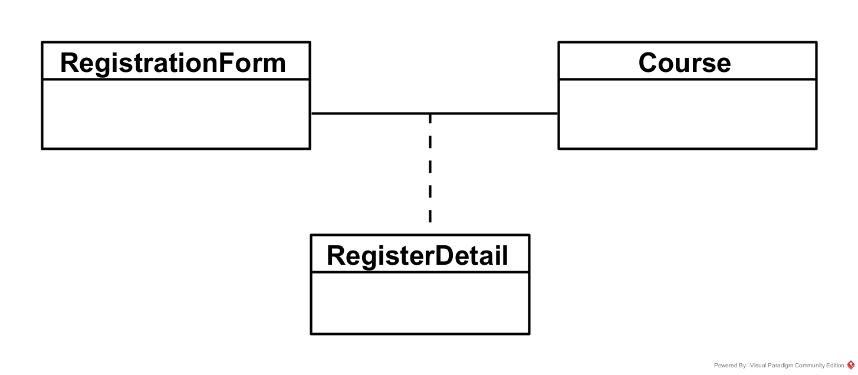 RegistrationForm
Course
RegisterDetail
Powered By Visual Paradigm Community Edition